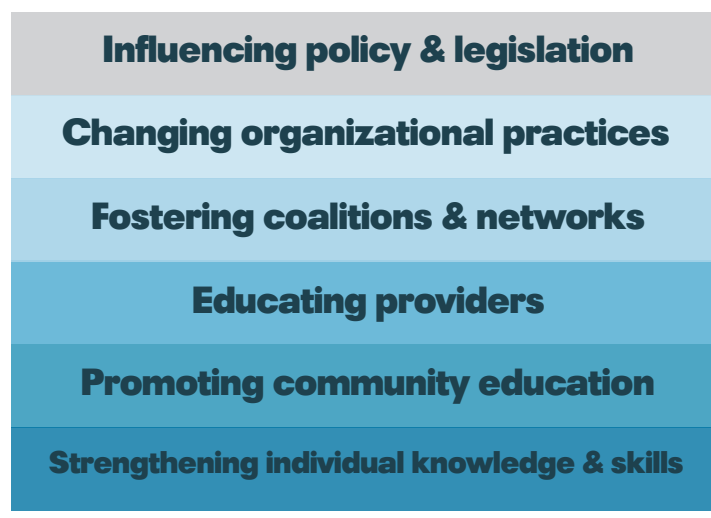 Influencing policy & legislation
Changing organizational practices
Fostering coalitions & networks
Educating providers
Promoting community education
Strengthening individual knowledge & skills